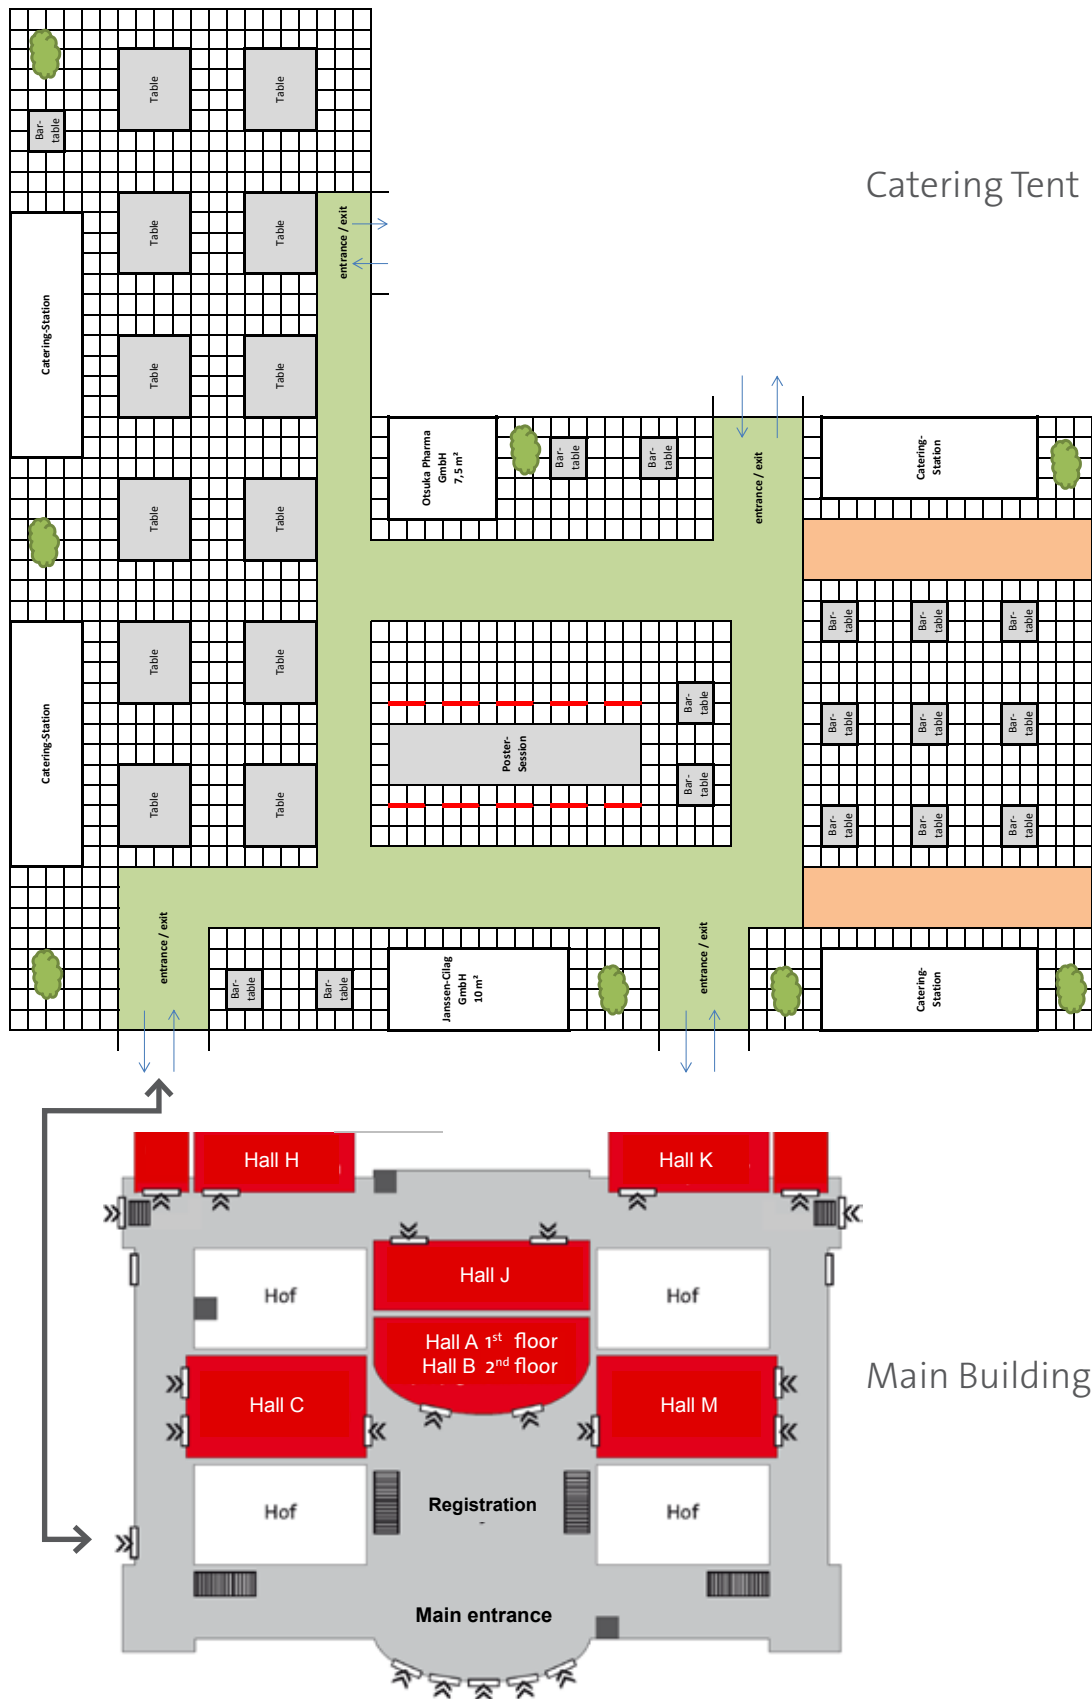 Bar-
table
Table
Table
Catering Tent
Table
Table
entrance / exit
Catering-Station
Table
Table
Otsuka Pharma
GmbH
7,5 m²
Bar-
table
Bar-
table
entrance / exit
Catering-
Station
Table
Table
Bar-
table
Bar-
table
Bar-
table
Catering-Station
Table
Table
Bar-
table
Bar-
table
Bar-
table
Bar-
table
Poster-
Session
Bar-
table
Table
Table
Bar-
table
Bar-
table
Bar-
table
entrance / exit
Bar-
table
Bar-
table
Janssen-Cilag
GmbH
10 m²
entrance / exit
Catering-
Station
Hall H
Hall K
Hof
Hall J
Hof
Hall A 1st floor
Hall B 2nd floor
Main Building
Hall C
Hall M
Hof
Registration
Hof
Main entrance